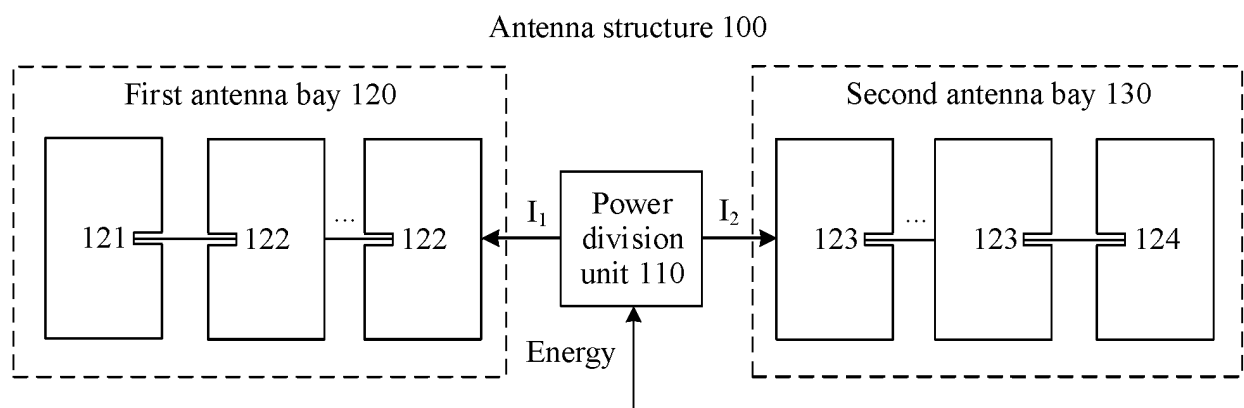 Antenna structure 100
First antenna bay 120
Second antenna bay 130
121
122
...
122
I₁
Power
division
unit 110
I₂
123
...
123
124
Energy